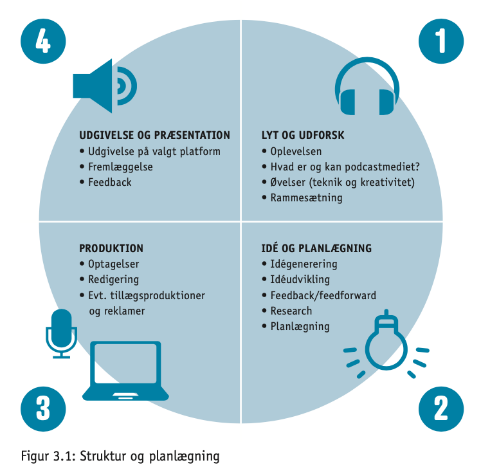 4
1
UDGIVELSE OG PRÆSENTATION
• Udgivelse på valgt platform
• Fremlæggelse
• Feedback
LYT OG UDFORSK
• Oplevelsen
• Hvad er og kan podcastmediet?
• Øvelser (teknik og kreativitet)
• Rammesætning
PRODUKTION
• Optagelser
• Redigering
• Evt. tillægsproduktioner
og reklamer
IDÉ OG PLANLÆGNING
• Idégenerering
• Idéudvikling
• Feedback/feedforward
• Research
• Planlægning
3
2
Figur 3.1: Struktur og planlægning